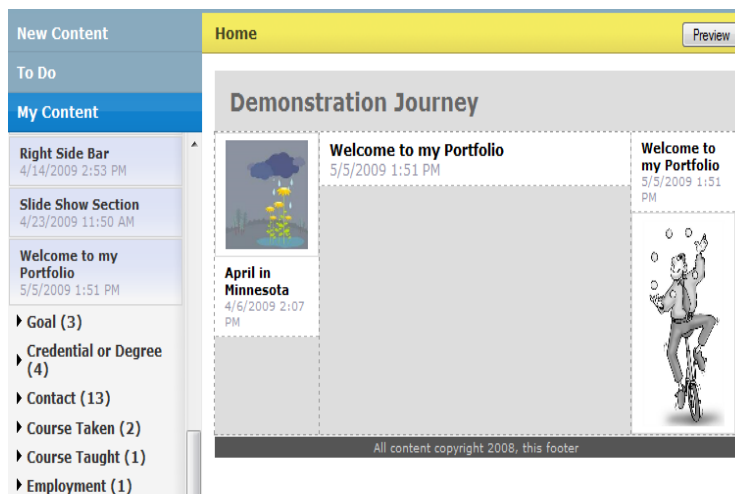 New Content
To Do
My Content
Right Side Bar
4/14/2009 2:53 PM
Slide Show Section
4/23/2009 11:50 AM
Welcome to my
Portfolio
5/5/2009 1:51 PM
Goal (3)
Credential or Degree
(4)
Contact (13)
Course Taken (2)
Course Taught (1)
Employment (1)
Home
Preview
Demonstration Journey
April in
Minnesota
4/6/2009 2:07
PM
Welcome to my Portfolio
5/5/2009 1:51 PM
Welcome to
my Portfolio
5/5/2009 1:51
PM
All content copyright 2008, this footer